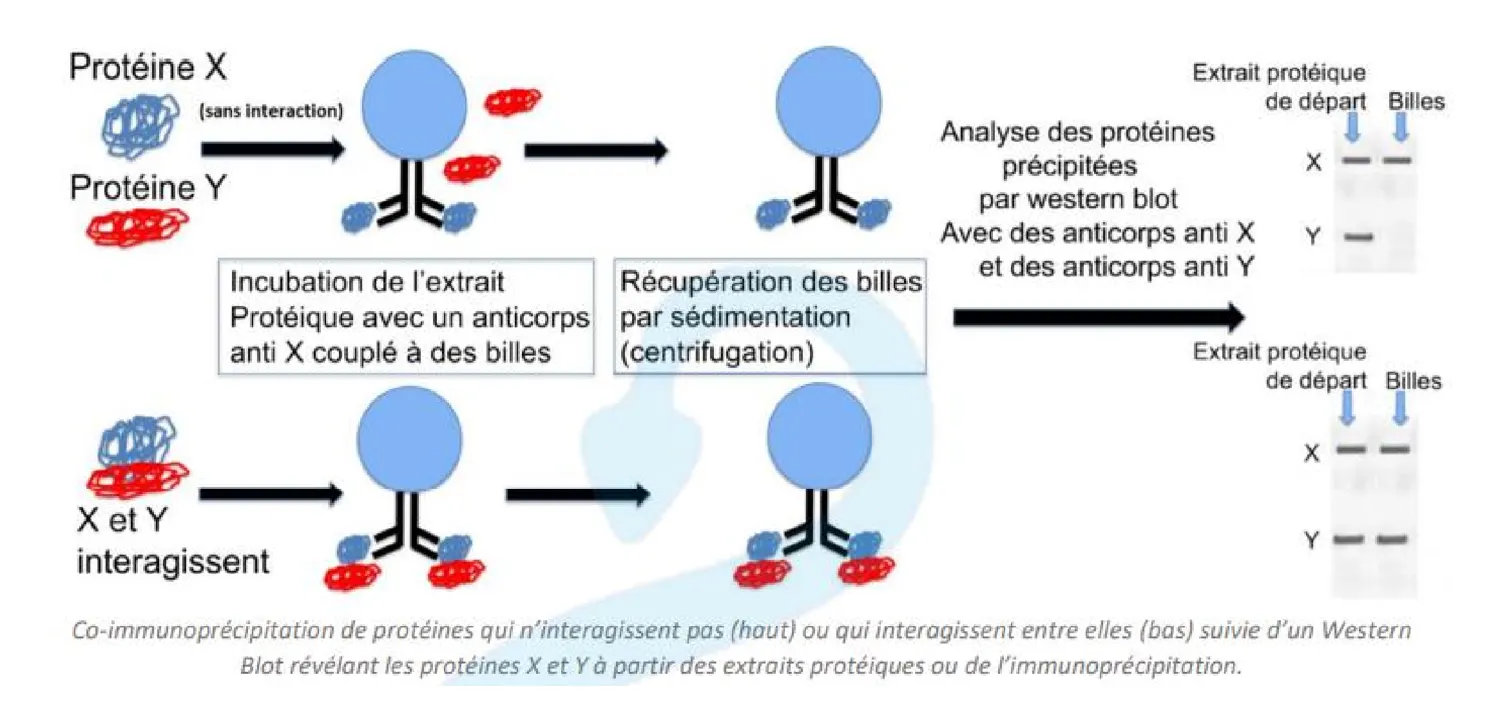 Protéine X
(sans interaction)
Protéine Y
Incubation de l'extrait
Protéique avec un anticorps
anti X couplé à des billes
Récupération des billes
par sédimentation
(centrifugation)
Analyse des protéines
précipitées
par western blot
Avec des anticorps anti X
et des anticorps anti Y
Extrait protéique
de départ Billes
X
Y
X et Y
interagissent
Extrait protéique
de départ Billes
X
Y
Co-immunoprécipitation de protéines qui n'interagissent pas (haut) ou qui interagissent entre elles (bas) suivie d'un Western
Blot révélant les protéines X et Y à partir des extraits protéiques ou de l'immunoprécipitation.